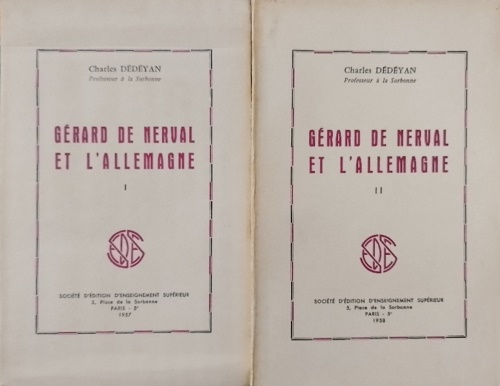 Charles DÉDÉYAN
Professeur à la Sorbonne
GÉRARD DE NERVAL
ET L'ALLEMAGNE
I
SOCIÉTÉ D'ÉDITION D'ENSEIGNEMENT SUPÉRIEUR
5, Place de la Sorbonne
PARIS - 5e
1957
Charles DÉDÉYAN
Professeur à la Sorbonne
GÉRARD DE NERVAL
ET L'ALLEMAGNE
II
SOCIÉTÉ D'ÉDITION D'ENSEIGNEMENT SUPÉRIEUR
5, Place de la Sorbonne
PARIS - 5e
1958